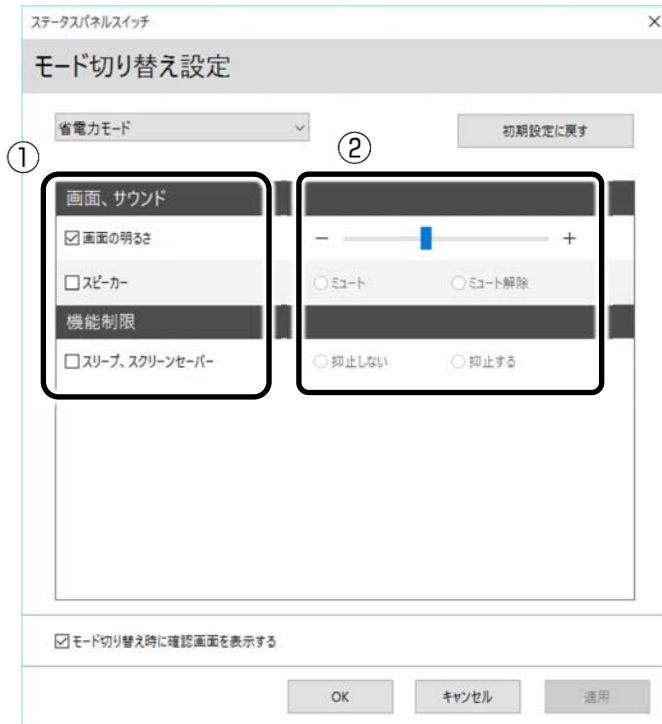 ステータスパネルスイッチ
モード切り替え設定
省電力モード 初期設定に戻す
① ②
画面、サウンド
画面の明るさ － ＋
スピーカー ミュート ミュート解除
機能制限
スリープ、スクリーンセーバー 抑止しない 抑止する
モード切り替え時に確認画面を表示する
OK キャンセル 適用